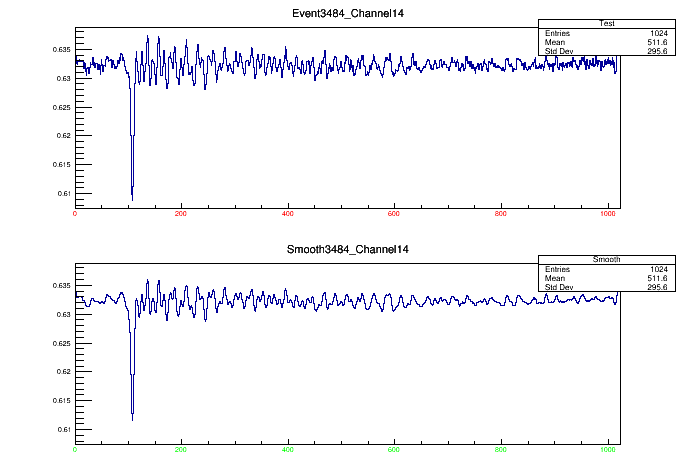 Event3484_Channel14
Test
Entries 1024
Mean 511.6
Std Dev 295.6
0.635
0.63
0.625
0.62
0.615
0.61
0 200 400 600 800 1000
Smooth3484_Channel14
Smooth
Entries 1024
Mean 511.6
Std Dev 295.6
0.635
0.63
0.625
0.62
0.615
0.61
0 200 400 600 800 1000